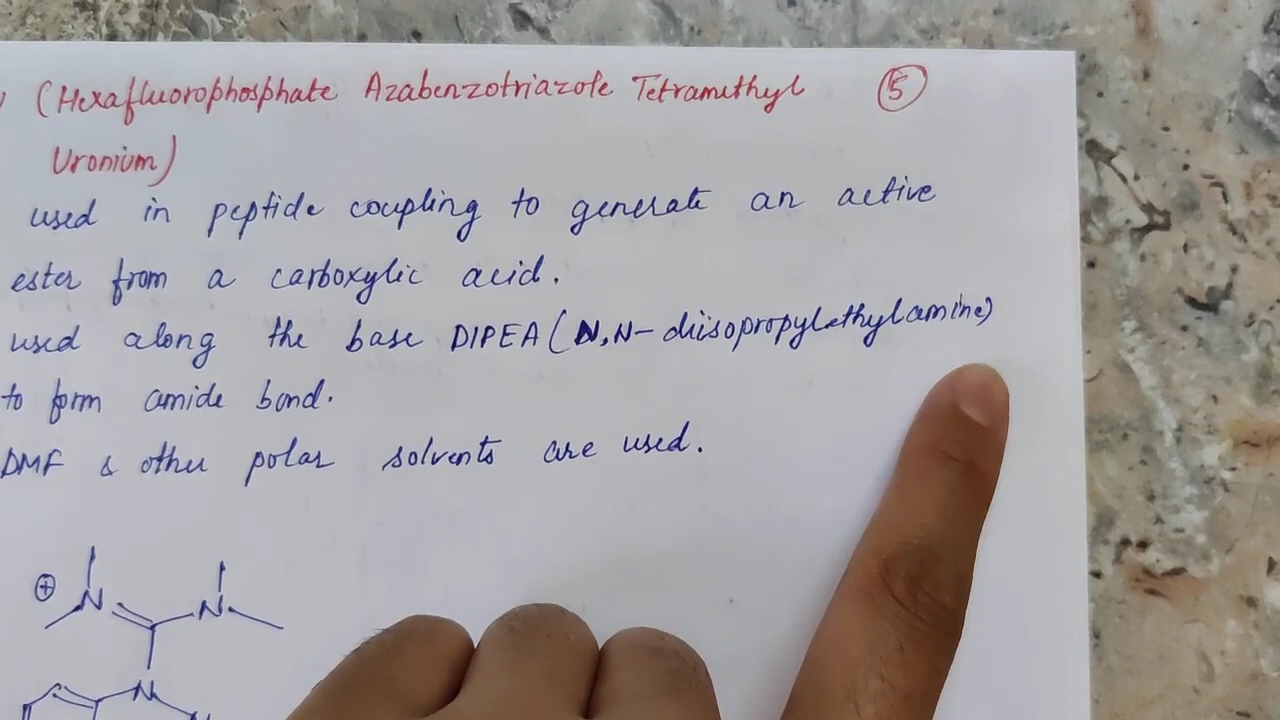 (Hexafluorophosphate Azabenzotriazole Tetramethyl 5
Uronium)
used in peptide coupling to generate an active
ester from a carboxylic acid.
used along the base DIPEA (N,N- diisopropylethylamine)
to form amide bond.
DMF & other polar solvents are used.
⊕
N N
N
N